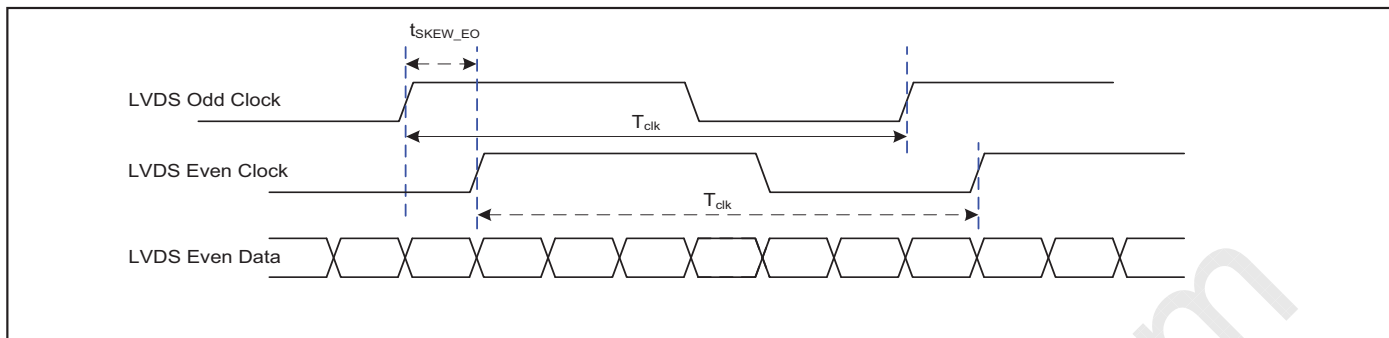 tSKEW_EO
LVDS Odd Clock
Tclk
LVDS Even Clock
Tclk
LVDS Even Data
m